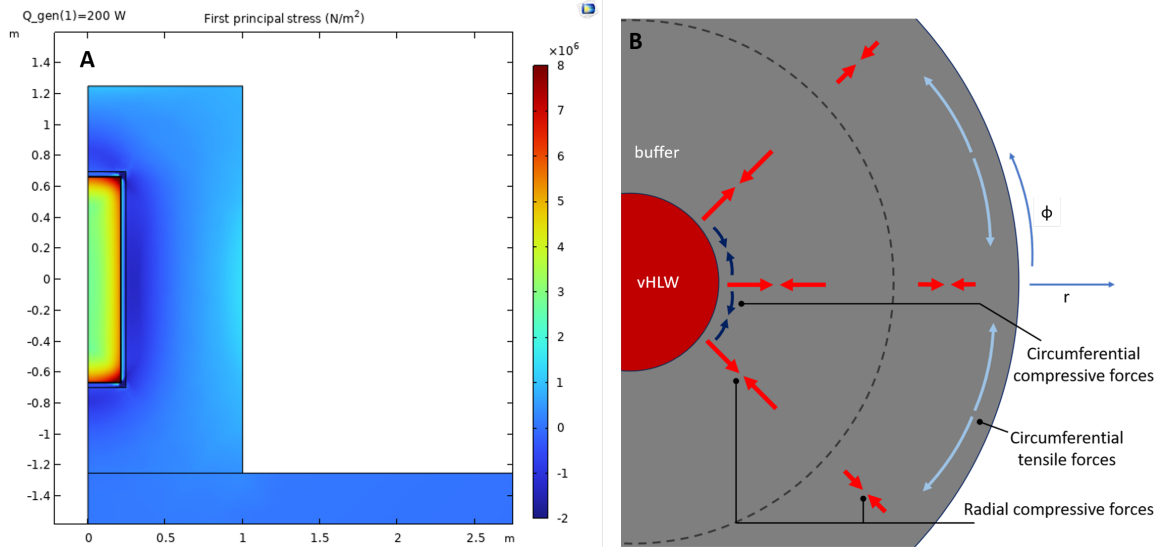 Q_gen(1)=200 W
First principal stress (N/m²)
m
A
×10⁶
1.4
1.2
1
0.8
0.6
0.4
0.2
0
-0.2
-0.4
-0.6
-0.8
-1
-1.2
-1.4
0
0.5
1
1.5
2
2.5
m
8
7
6
5
4
3
2
1
0
-1
-2
B
buffer
vHLW
ϕ
r
Circumferential
compressive forces
Circumferential
tensile forces
Radial compressive forces